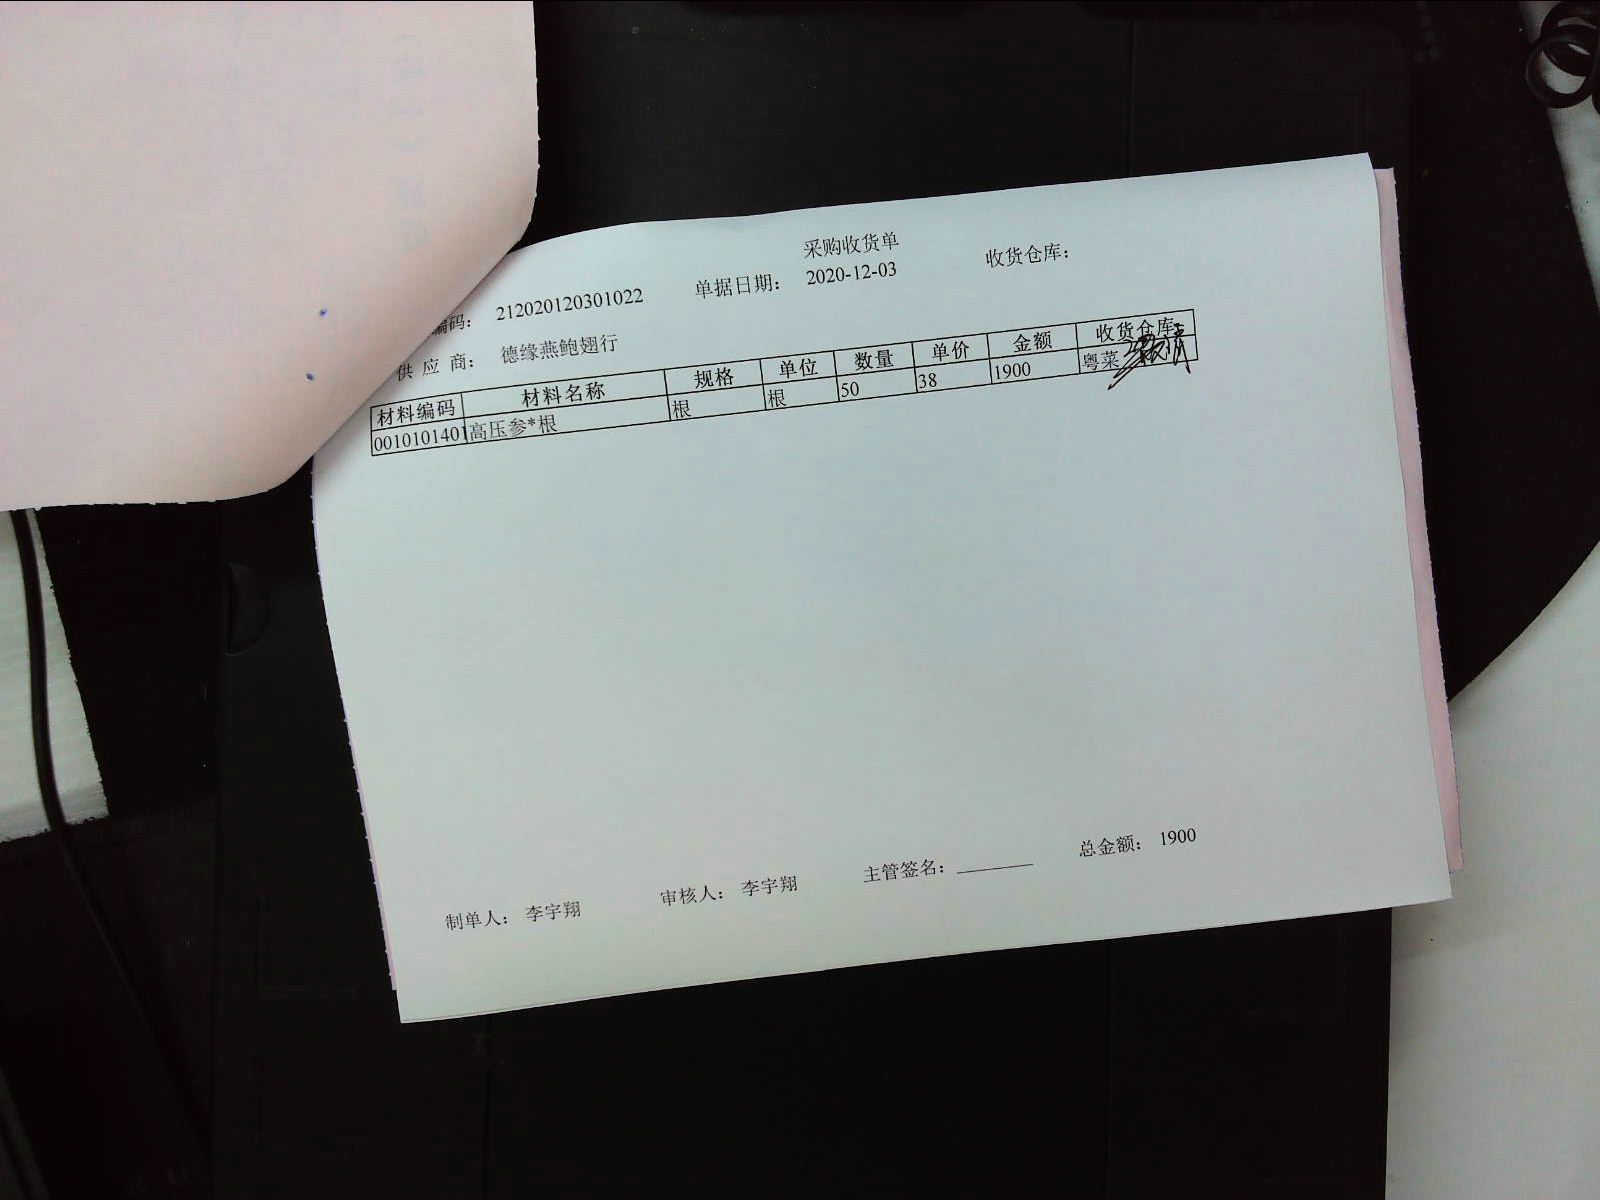 采购收货单
编码： 212020120301022 单据日期： 2020-12-03 收货仓库：
供 应 商： 德缘燕鲍翅行
材料编码 材料名称 规格 单位 数量 单价 金额 收货仓库
0010101401 高压参*根 根 根 50 38 1900 粤菜
制单人： 李宇翔 审核人： 李宇翔 主管签名： 总金额： 1900